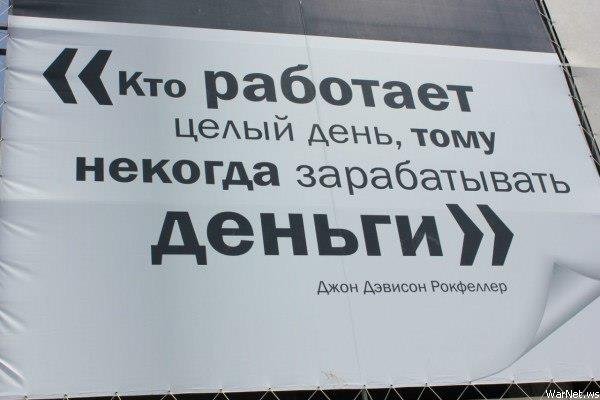 «Кто работает
целый день, тому
некогда зарабатывать
деньги»
Джон Дэвисон Рокфеллер
WarNet.ws